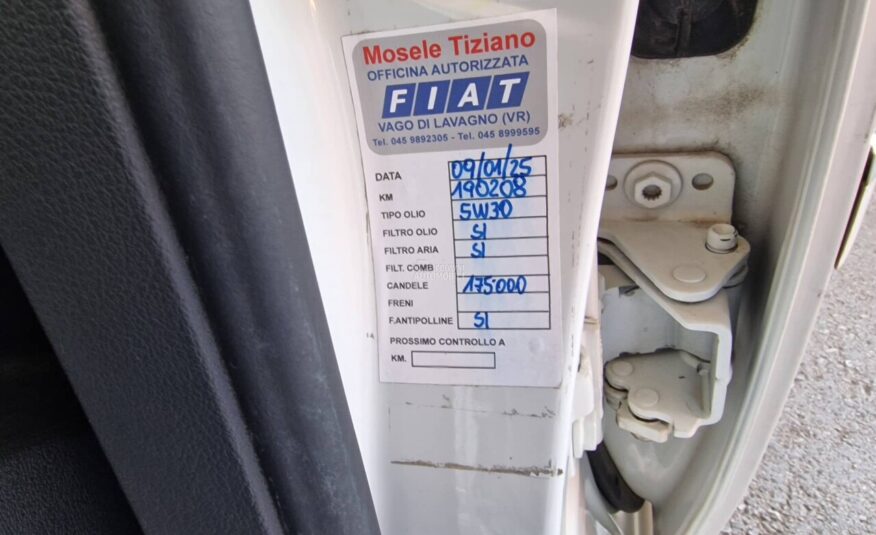 Mosele Tiziano
OFFICINA AUTORIZZATA
FIAT
VAGO DI LAVAGNO (VR)
Tel. 045 9892305 - Tel. 045 8999595
DATA 09/01/25
KM 190208
TIPO OLIO 5W30
FILTRO OLIO SI
FILTRO ARIA SI
FILT. COMB
CANDELE 175000
FRENI
F.ANTIPOLLINE SI
PROSSIMO CONTROLLO A
KM.